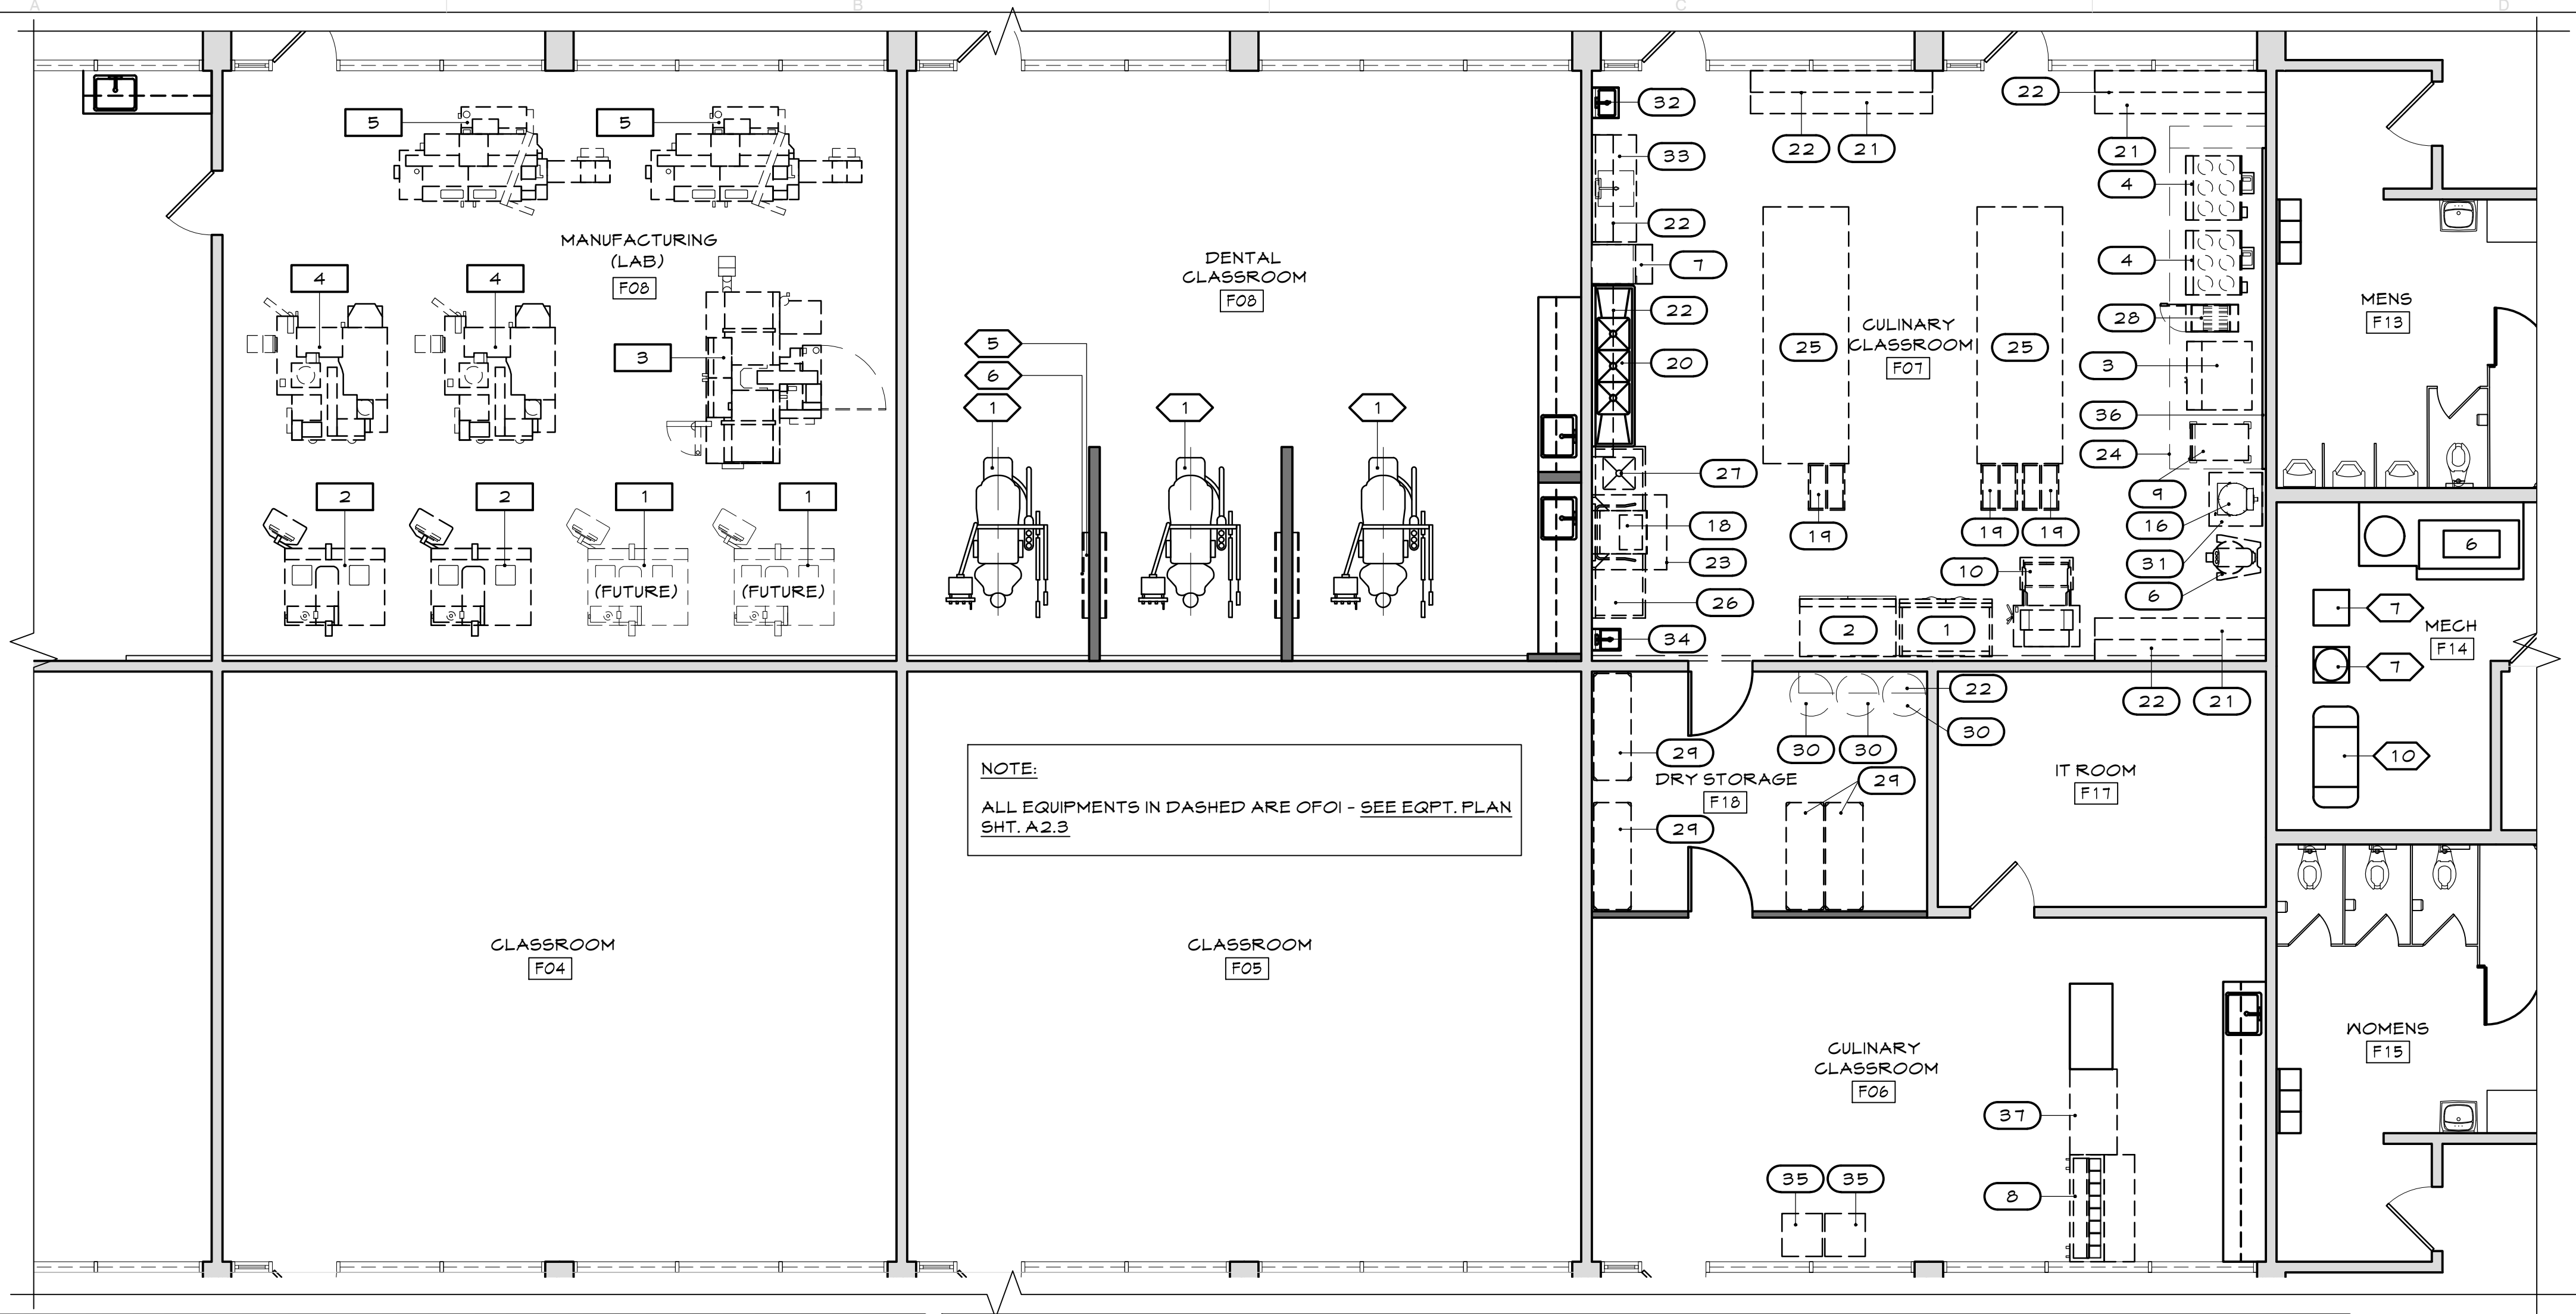 A B C D
5 5
MANUFACTURING
(LAB)
F08
4 4
3
2 2 1 1
(FUTURE) (FUTURE)
DENTAL
CLASSROOM
F08
5
6
1 1 1
32
33
22
7
22
20
27
18
23
26
34
22 21
22
21
4
4
28
3
36
24
9
16
31
6
25 25
CULINARY
CLASSROOM
F07
19 19 19
10
2 1
22 21
MENS
F13
6
7
MECH
F14
7
10
22
30
30 30
29
29
29
DRY STORAGE
F18
IT ROOM
F17
NOTE:
ALL EQUIPMENTS IN DASHED ARE OFOI - SEE EQPT. PLAN
SHT. A2.3
CLASSROOM
F04
CLASSROOM
F05
CULINARY
CLASSROOM
F06
37
35 35
8
WOMENS
F15